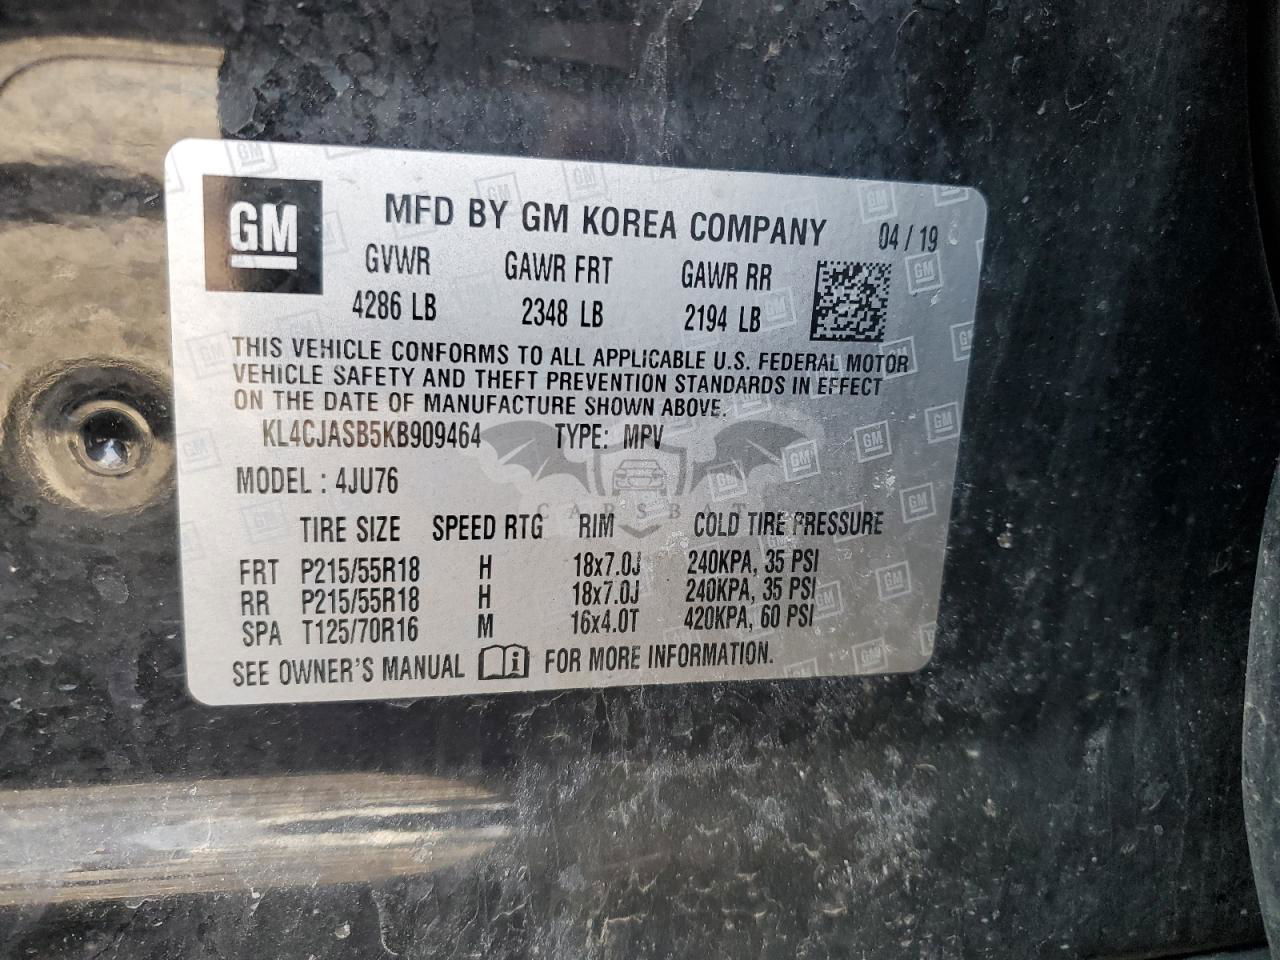 GM
MFD BY GM KOREA COMPANY 04 / 19
GVWR GAWR FRT GAWR RR
4286 LB 2348 LB 2194 LB
THIS VEHICLE CONFORMS TO ALL APPLICABLE U.S. FEDERAL MOTOR
VEHICLE SAFETY AND THEFT PREVENTION STANDARDS IN EFFECT
ON THE DATE OF MANUFACTURE SHOWN ABOVE.
KL4CJASB5KB909464 TYPE: MPV
MODEL : 4JU76
CARSBAT
TIRE SIZE SPEED RTG RIM COLD TIRE PRESSURE
FRT P215/55R18 H 18x7.0J 240KPA, 35 PSI
RR P215/55R18 H 18x7.0J 240KPA, 35 PSI
SPA T125/70R16 M 16x4.0T 420KPA, 60 PSI
SEE OWNER'S MANUAL FOR MORE INFORMATION.